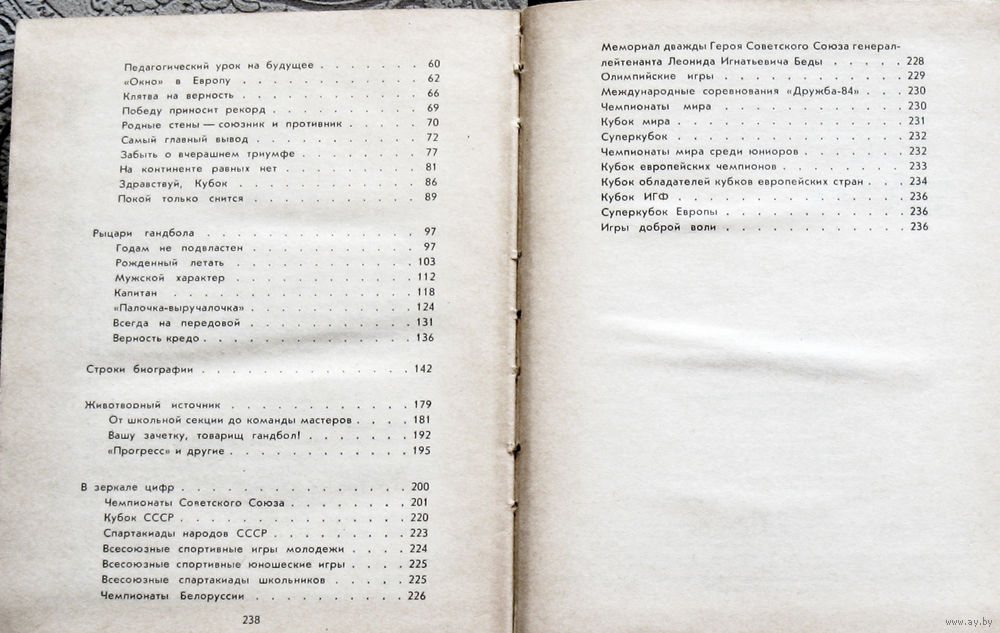 Педагогический урок на будущее . . . . . . . 60
«Окно» в Европу . . . . . . . . . . . 62
Клятва на верность . . . . . . . . . . . 66
Победу приносит рекорд . . . . . . . . . 69
Родные стены — союзник и противник . . . . . 70
Самый главный вывод . . . . . . . . . . 72
Забыть о вчерашнем триумфе . . . . . . . . 77
На континенте равных нет . . . . . . . . . 81
Здравствуй, Кубок . . . . . . . . . . . 86
Покой только снится . . . . . . . . . . . 89
Рыцари гандбола . . . . . . . . . . . . 97
Годам не подвластен . . . . . . . . . . 97
Рожденный летать . . . . . . . . . . . 103
Мужской характер . . . . . . . . . . . 112
Капитан . . . . . . . . . . . . . . 118
«Палочка-выручалочка» . . . . . . . . . . 124
Всегда на передовой . . . . . . . . . . 131
Верность кредо . . . . . . . . . . . . 136
Строки биографии . . . . . . . . . . . . 142
Животворный источник . . . . . . . . . . . 179
От школьной секции до команды мастеров . . . . 181
Вашу зачетку, товарищ гандбол! . . . . . . . 192
«Прогресс» и другие . . . . . . . . . . 195
В зеркале цифр . . . . . . . . . . . . . 200
Чемпионаты Советского Союза . . . . . . . . 201
Кубок СССР . . . . . . . . . . . . . 220
Спартакиады народов СССР . . . . . . . . . 223
Всесоюзные спортивные игры молодежи . . . . . 224
Всесоюзные спортивные юношеские игры . . . . . 225
Всесоюзные спартакиады школьников . . . . . . 225
Чемпионаты Белоруссии . . . . . . . . . . 226
238
Мемориал дважды Героя Советского Союза генерал-
лейтенанта Леонида Игнатьевича Беды . . . . . 228
Олимпийские игры . . . . . . . . . . . . 229
Международные соревнования «Дружба-84» . . . 230
Чемпионаты мира . . . . . . . . . . . . 230
Кубок мира . . . . . . . . . . . . . . 231
Суперкубок . . . . . . . . . . . . . . 232
Чемпионаты мира среди юниоров . . . . . . . 232
Кубок европейских чемпионов . . . . . . . . 233
Кубок обладателей кубков европейских стран . . . 234
Кубок ИГФ . . . . . . . . . . . . . . 236
Суперкубок Европы . . . . . . . . . . . . 236
Игры доброй воли . . . . . . . . . . . . 236
www.ay.by